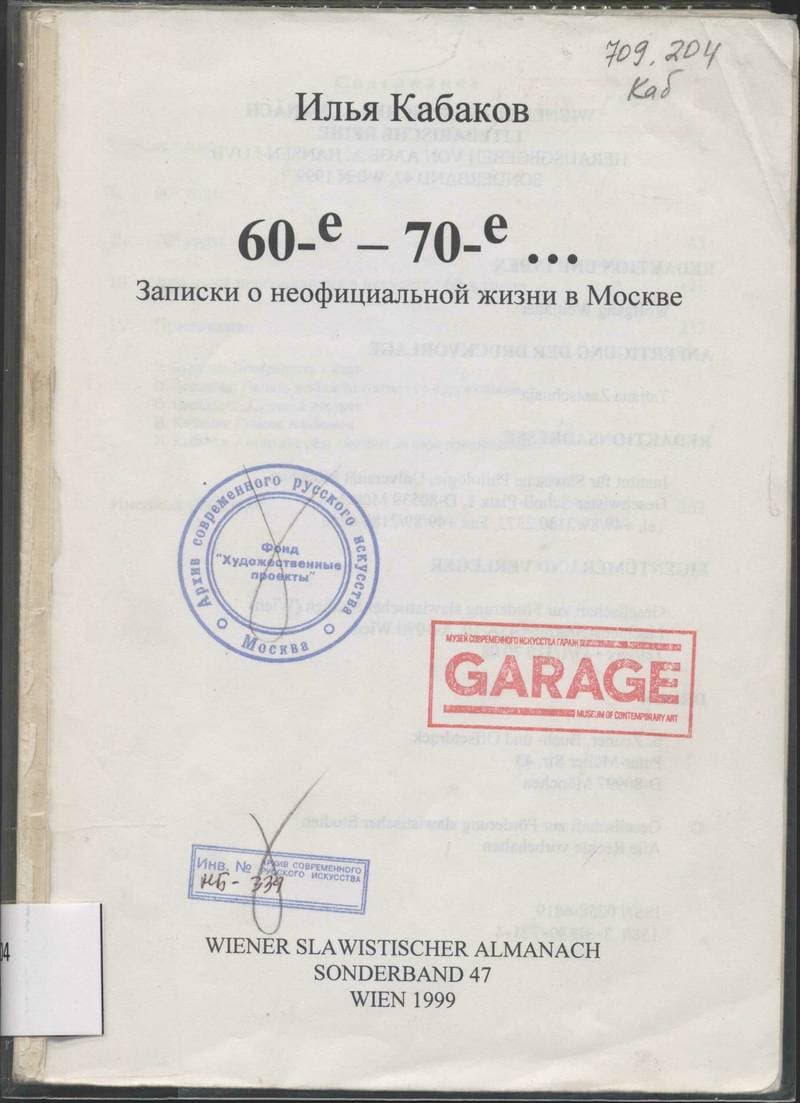 709.204
Каб
Илья Кабаков
60-е – 70-е ...
Записки о неофициальной жизни в Москве
Архив современного русского искусства
Фонд
"Художественные
проекты"
Москва
МУЗЕЙ СОВРЕМЕННОГО ИСКУССТВА ГАРАЖ
GARAGE
MUSEUM OF CONTEMPORARY ART
Инв. № АРХИВ СОВРЕМЕННОГО
РУССКОГО ИСКУССТВА
НБ - 339
04
WIENER SLAWISTISCHER ALMANACH
SONDERBAND 47
WIEN 1999